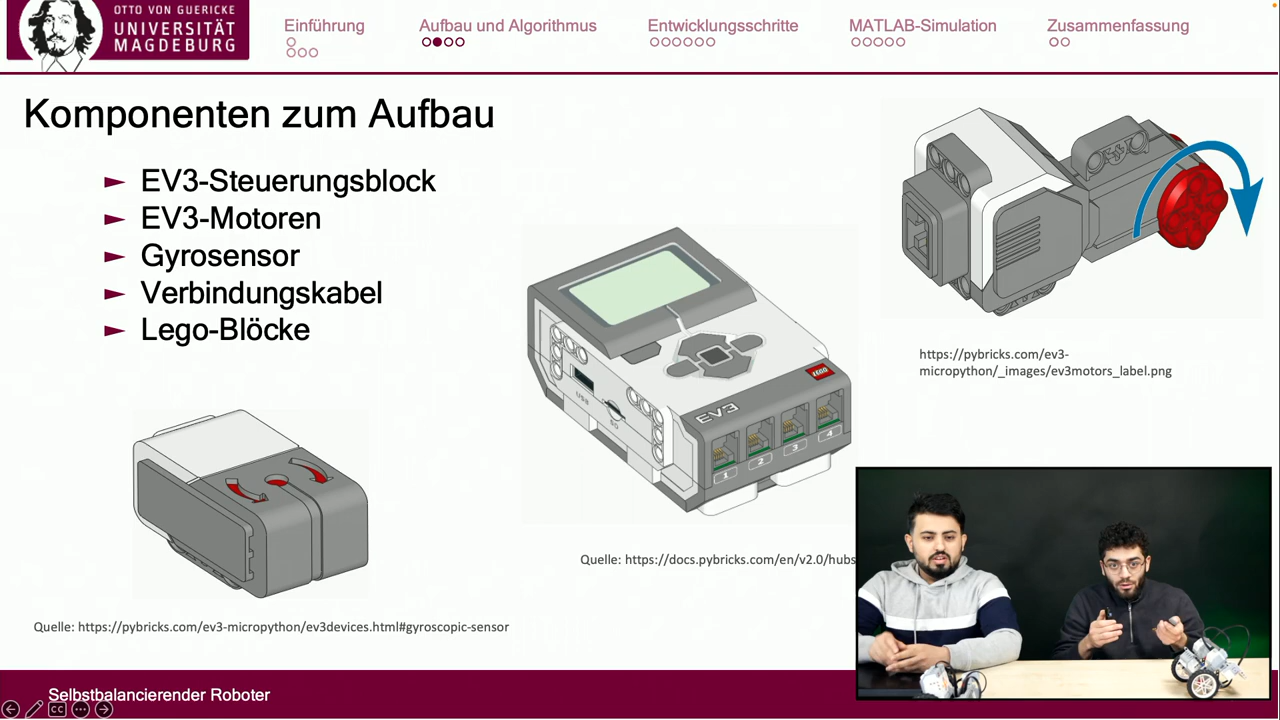 OTTO VON GUERICKE
UNIVERSITÄT
MAGDEBURG
Einführung
Aufbau und Algorithmus
Entwicklungsschritte
MATLAB-Simulation
Zusammenfassung
Komponenten zum Aufbau
► EV3-Steuerungsblock
► EV3-Motoren
► Gyrosensor
► Verbindungskabel
► Lego-Blöcke
https://pybricks.com/ev3-
micropython/_images/ev3motors_label.png
USB
SD
LEGO
EV3
1 2 3 4
Quelle: https://docs.pybricks.com/en/v2.0/hubs
Quelle: https://pybricks.com/ev3-micropython/ev3devices.html#gyroscopic-sensor
Selbstbalancierender Roboter
CC